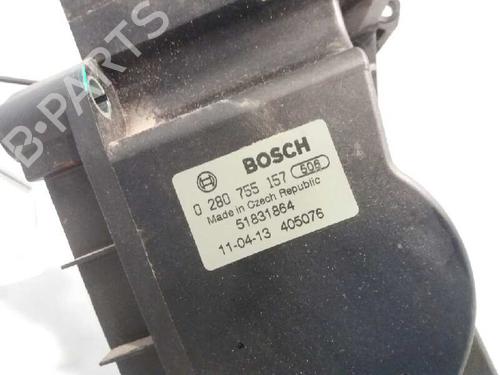 B-PARTS
BOSCH
0 280 755 157 506
Made in Czech Republic
51831864
11-04-13 405076